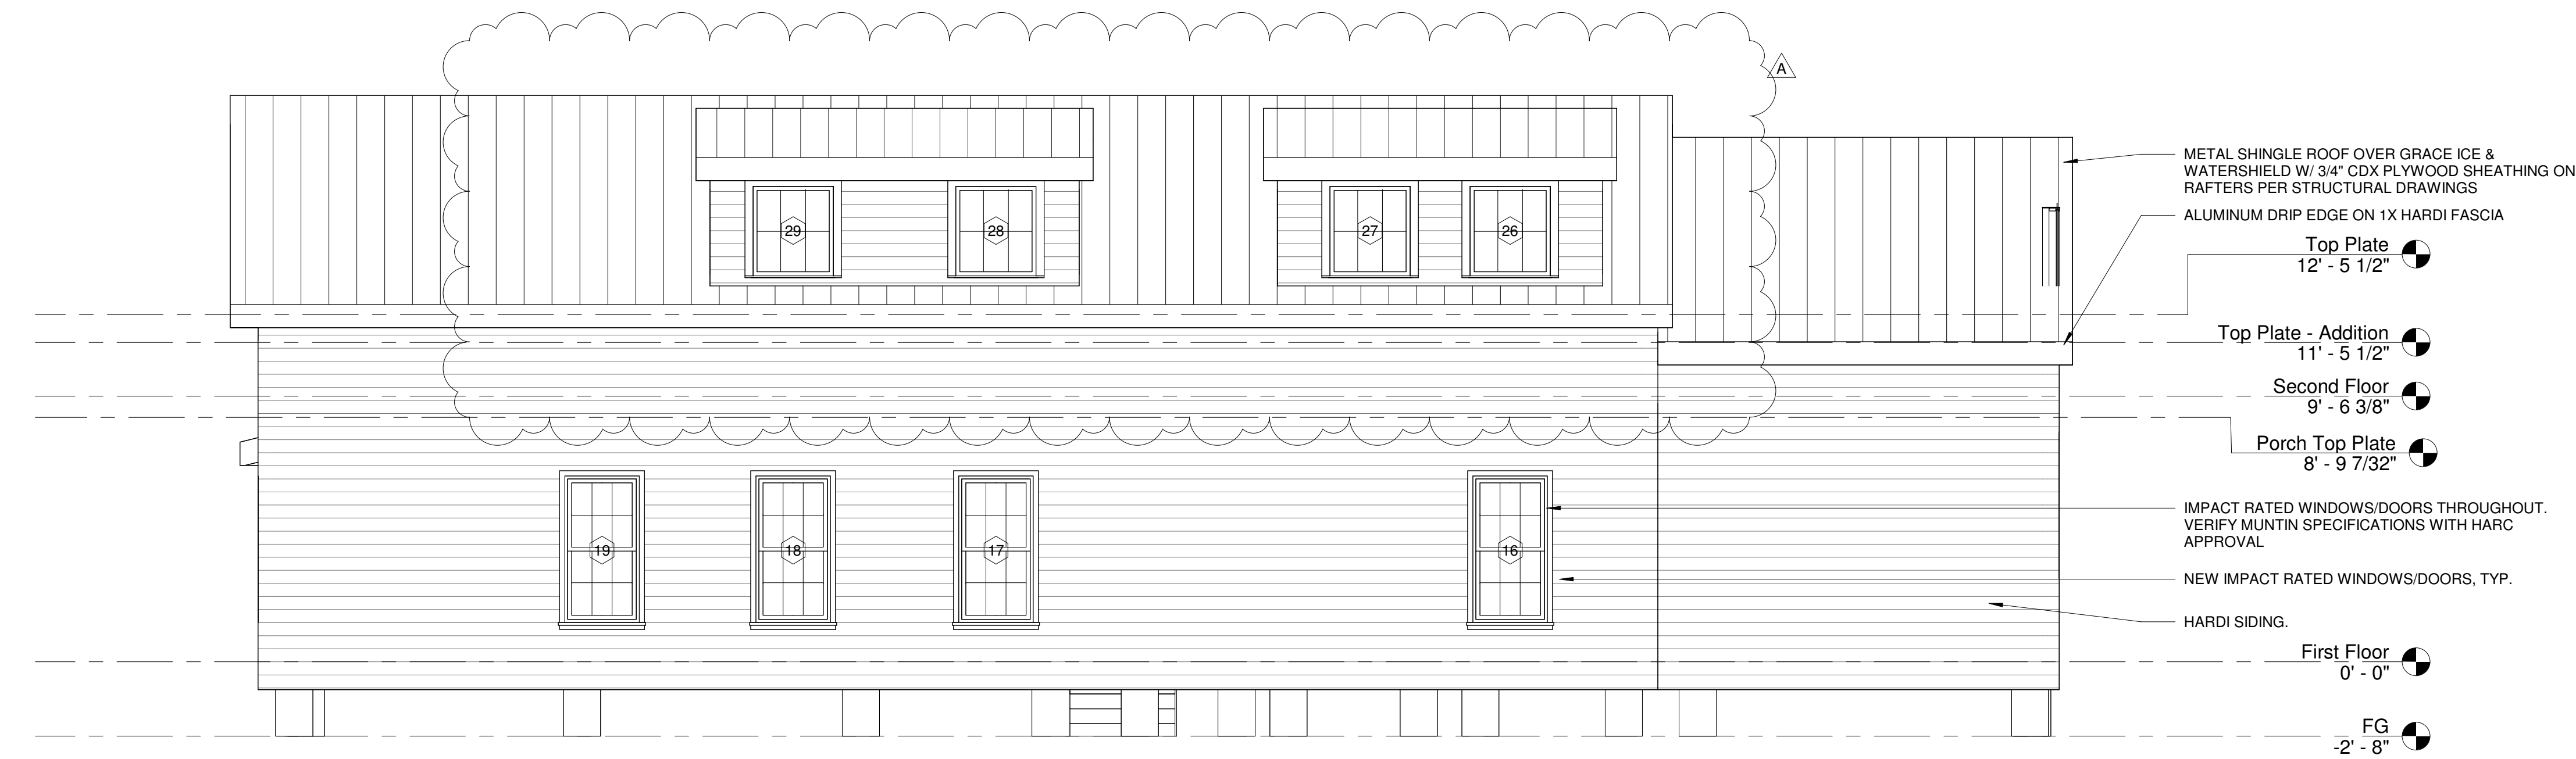 A
29
28
27
26
METAL SHINGLE ROOF OVER GRACE ICE &
WATERSHIELD W/ 3/4" CDX PLYWOOD SHEATHING ON
RAFTERS PER STRUCTURAL DRAWINGS
ALUMINUM DRIP EDGE ON 1X HARDI FASCIA
Top Plate
12' - 5 1/2"
Top Plate - Addition
11' - 5 1/2"
Second Floor
9' - 6 3/8"
Porch Top Plate
8' - 9 7/32"
19
18
17
16
IMPACT RATED WINDOWS/DOORS THROUGHOUT.
VERIFY MUNTIN SPECIFICATIONS WITH HARC
APPROVAL
NEW IMPACT RATED WINDOWS/DOORS, TYP.
HARDI SIDING.
First Floor
0' - 0"
FG
-2' - 8"